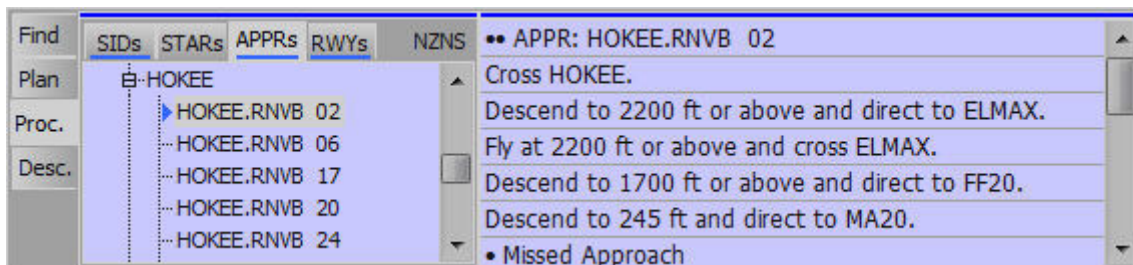 Find
Plan
Proc.
Desc.
SIDs STARs APPRs RWYs NZNS
HOKEE
HOKEE.RNVB 02
HOKEE.RNVB 06
HOKEE.RNVB 17
HOKEE.RNVB 20
HOKEE.RNVB 24
•• APPR: HOKEE.RNVB 02
Cross HOKEE.
Descend to 2200 ft or above and direct to ELMAX.
Fly at 2200 ft or above and cross ELMAX.
Descend to 1700 ft or above and direct to FF20.
Descend to 245 ft and direct to MA20.
• Missed Approach